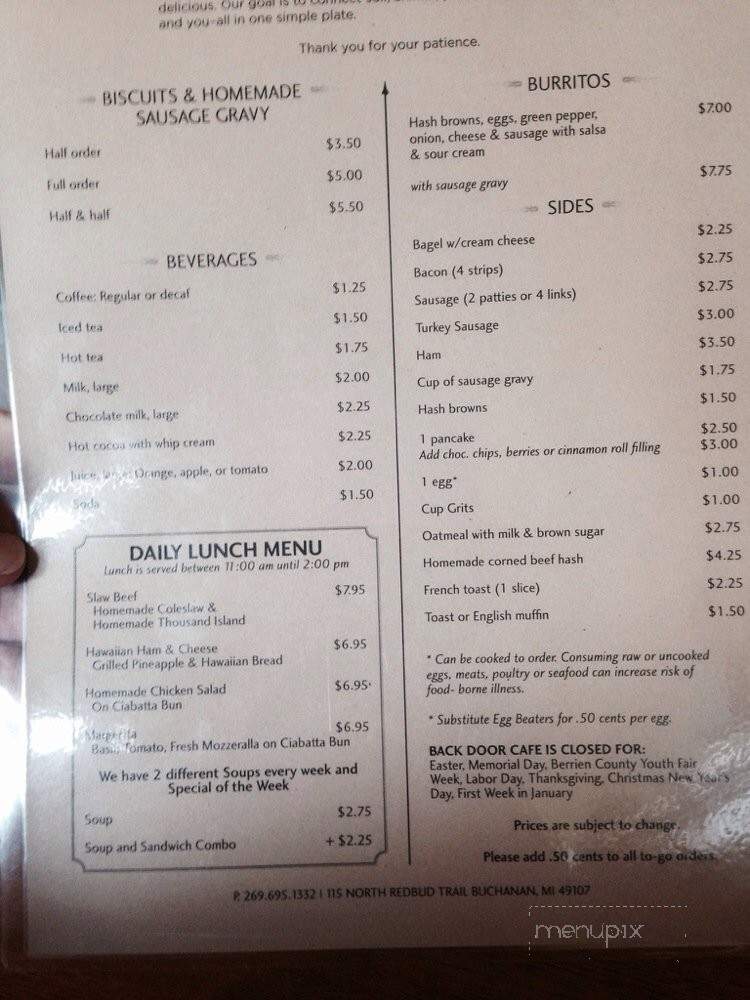 delicious. Our goal is to connect
and you-all in one simple plate.
Thank you for your patience.
BISCUITS & HOMEMADE
SAUSAGE GRAVY
Half order $3.50
Full order $5.00
Half & half $5.50
BEVERAGES
Coffee: Regular or decaf $1.25
Iced tea $1.50
Hot tea $1.75
Milk, large $2.00
Chocolate milk, large $2.25
Hot cocoa with whip cream $2.25
Juice, large: Orange, apple, or tomato $2.00
Soda $1.50
DAILY LUNCH MENU
Lunch is served between 11:00 am until 2:00 pm
Slaw Beef $7.95
Homemade Coleslaw &
Homemade Thousand Island
Hawaiian Ham & Cheese $6.95
Grilled Pineapple & Hawaiian Bread
Homemade Chicken Salad $6.95
On Ciabatta Bun
Margerita $6.95
Basil, Tomato, Fresh Mozzeralla on Ciabatta Bun
We have 2 different Soups every week and
Special of the Week
Soup $2.75
Soup and Sandwich Combo + $2.25
BURRITOS
Hash browns, eggs, green pepper, $7.00
onion, cheese & sausage with salsa
& sour cream
with sausage gravy $7.75
SIDES
Bagel w/cream cheese $2.25
Bacon (4 strips) $2.75
Sausage (2 patties or 4 links) $2.75
Turkey Sausage $3.00
Ham $3.50
Cup of sausage gravy $1.75
Hash browns $1.50
1 pancake $2.50
Add choc. chips, berries or cinnamon roll filling $3.00
1 egg* $1.00
Cup Grits $1.00
Oatmeal with milk & brown sugar $2.75
Homemade corned beef hash $4.25
French toast (1 slice) $2.25
Toast or English muffin $1.50
* Can be cooked to order. Consuming raw or uncooked
eggs, meats, poultry or seafood can increase risk of
food- borne illness.
* Substitute Egg Beaters for .50 cents per egg.
BACK DOOR CAFE IS CLOSED FOR:
Easter, Memorial Day, Berrien County Youth Fair
Week, Labor Day, Thanksgiving, Christmas New Year's
Day, First Week in January
Prices are subject to change.
Please add .50 cents to all to-go orders.
P. 269.695.1332 | 115 NORTH REDBUD TRAIL BUCHANAN, MI 49107
menupix